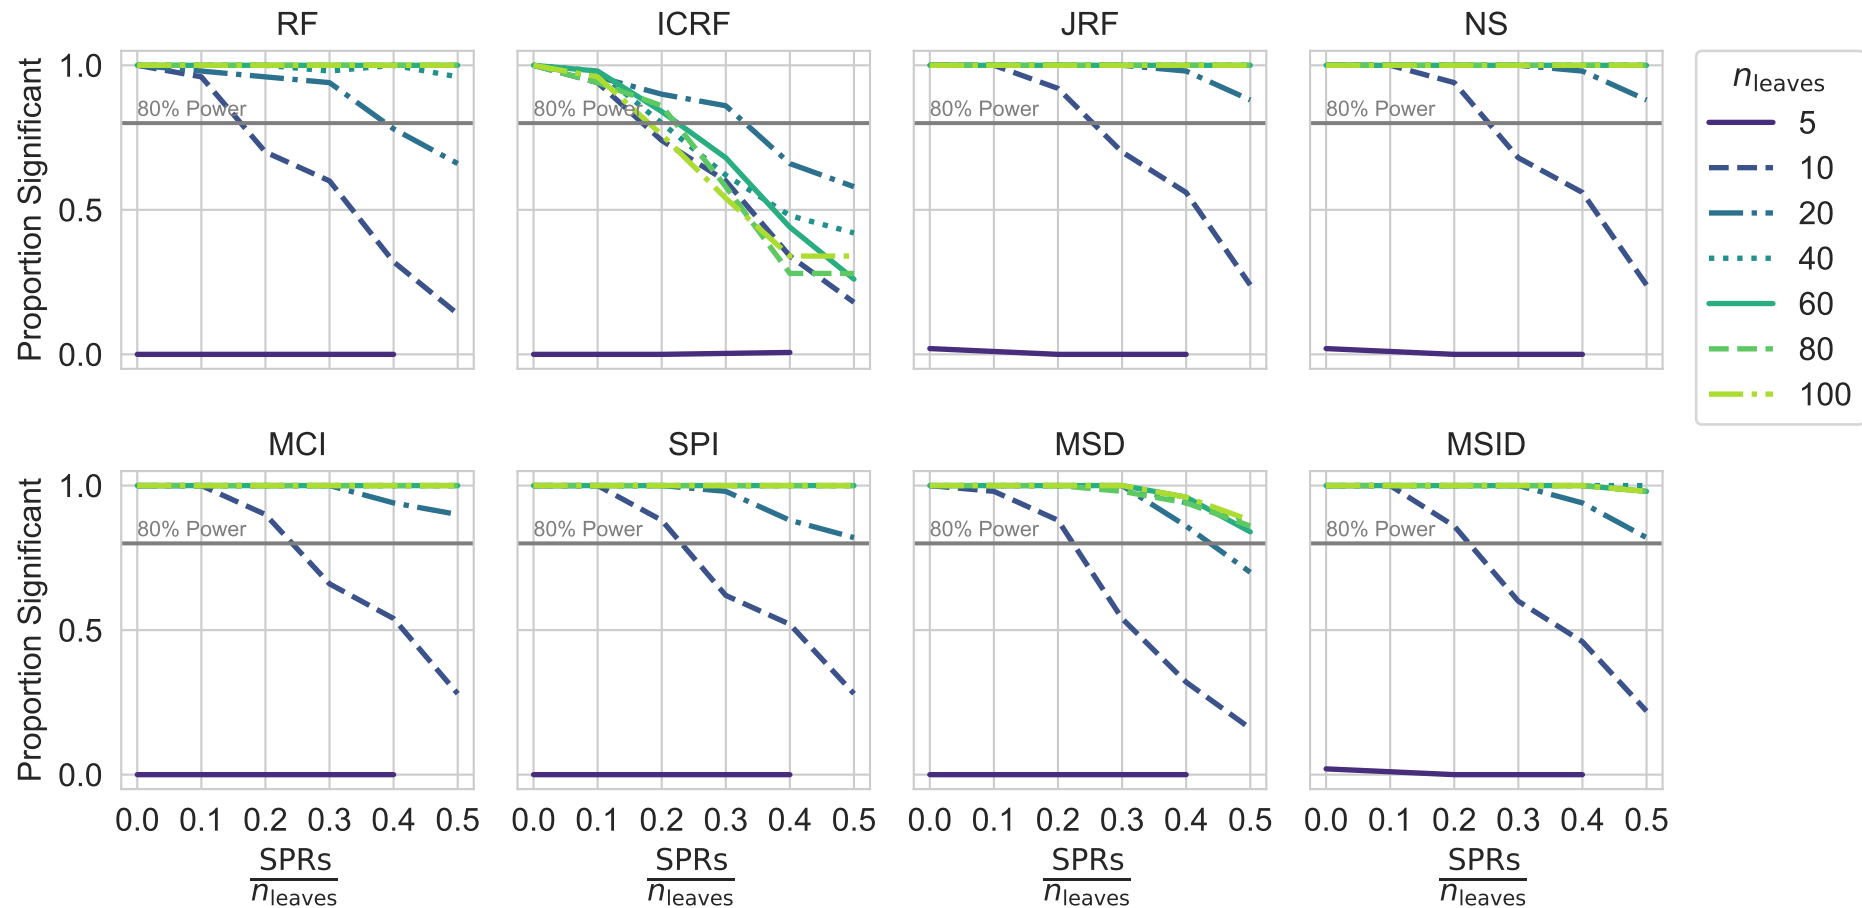 RF
ICRF
JRF
NS
Proportion Significant
1.0
0.5
0.0
80% Power
80% Power
80% Power
80% Power
n_leaves
5
10
20
40
60
80
100
MCI
SPI
MSD
MSID
Proportion Significant
1.0
0.5
0.0
80% Power
80% Power
80% Power
80% Power
0.0 0.1 0.2 0.3 0.4 0.5
0.0 0.1 0.2 0.3 0.4 0.5
0.0 0.1 0.2 0.3 0.4 0.5
0.0 0.1 0.2 0.3 0.4 0.5
SPRs
n_leaves
SPRs
n_leaves
SPRs
n_leaves
SPRs
n_leaves